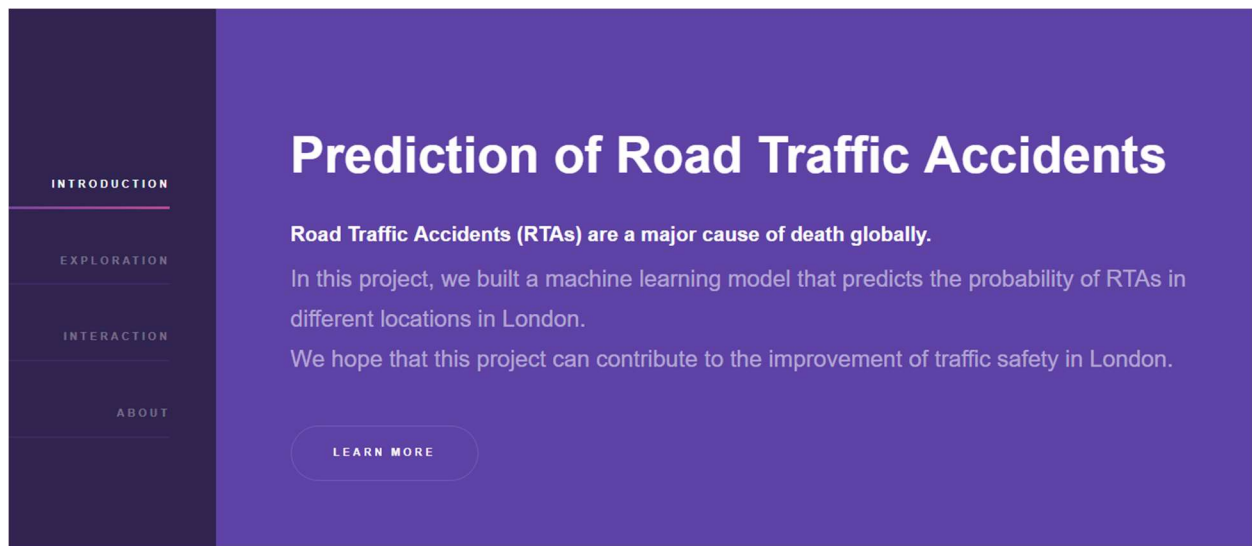 INTRODUCTION
EXPLORATION
INTERACTION
ABOUT
Prediction of Road Traffic Accidents
Road Traffic Accidents (RTAs) are a major cause of death globally.
In this project, we built a machine learning model that predicts the probability of RTAs in
different locations in London.
We hope that this project can contribute to the improvement of traffic safety in London.
LEARN MORE